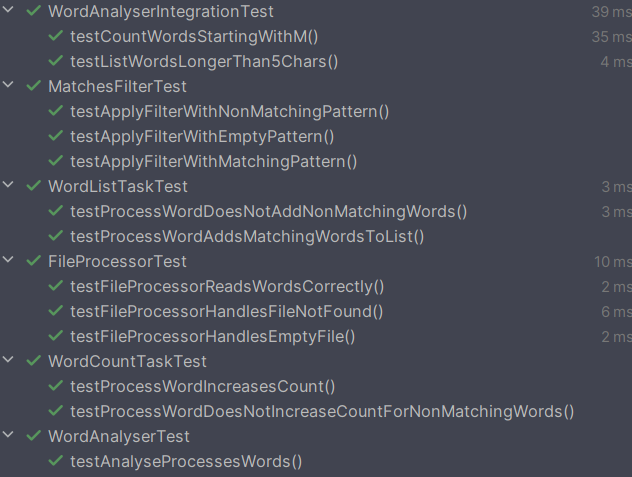 WordAnalyserIntegrationTest 39 ms
testCountWordsStartingWithM() 35 ms
testListWordsLongerThan5Chars() 4 ms
MatchesFilterTest
testApplyFilterWithNonMatchingPattern()
testApplyFilterWithEmptyPattern()
testApplyFilterWithMatchingPattern()
WordListTaskTest 3 ms
testProcessWordDoesNotAddNonMatchingWords() 3 ms
testProcessWordAddsMatchingWordsToList()
FileProcessorTest 10 ms
testFileProcessorReadsWordsCorrectly() 2 ms
testFileProcessorHandlesFileNotFound() 6 ms
testFileProcessorHandlesEmptyFile() 2 ms
WordCountTaskTest
testProcessWordIncreasesCount()
testProcessWordDoesNotIncreaseCountForNonMatchingWords()
WordAnalyserTest
testAnalyseProcessesWords()